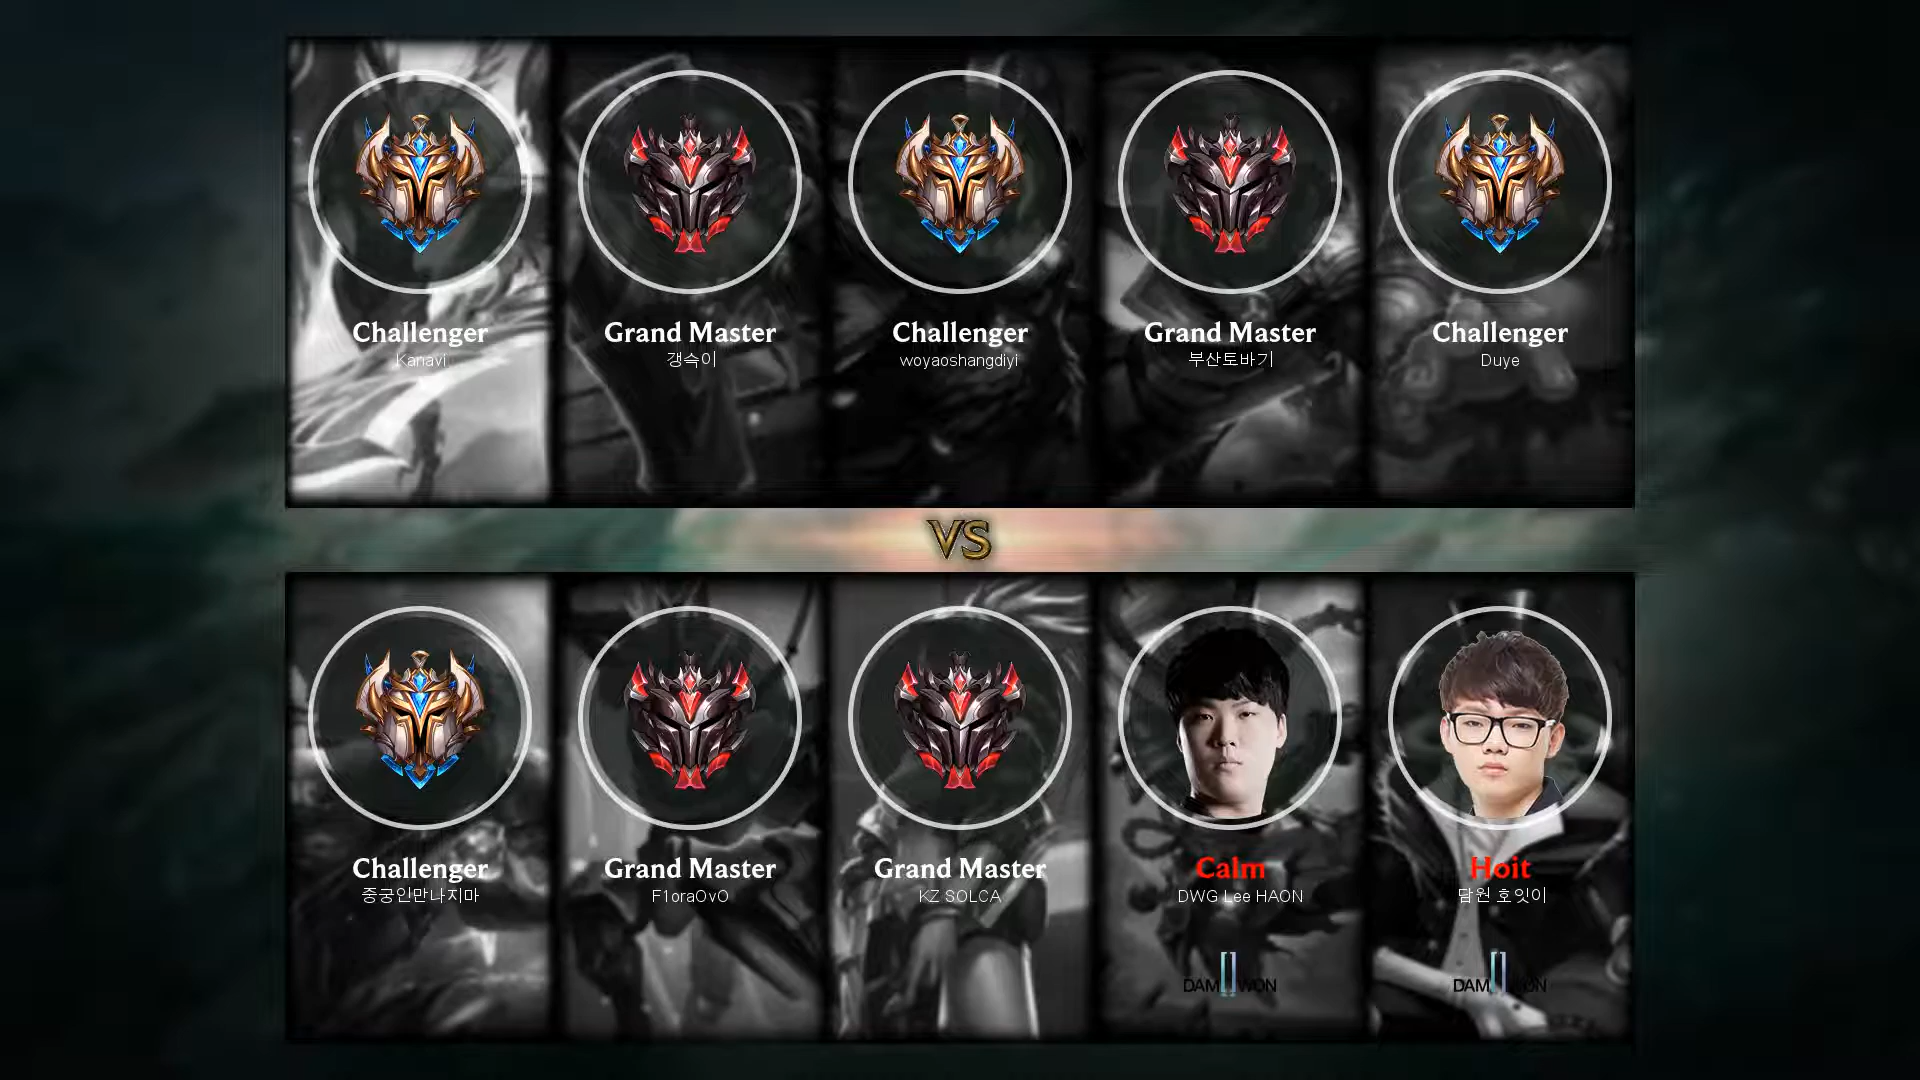 Challenger
Kanavi
Grand Master
갱슥이
Challenger
woyaoshangdiyi
Grand Master
부산토바기
Challenger
Duye
VS
Challenger
중궁인만나지마
Grand Master
F1oraOvO
Grand Master
KZ SOLCA
Calm
DWG Lee HAON
DAMWON
Hoit
담원 호잇이
DAMWON